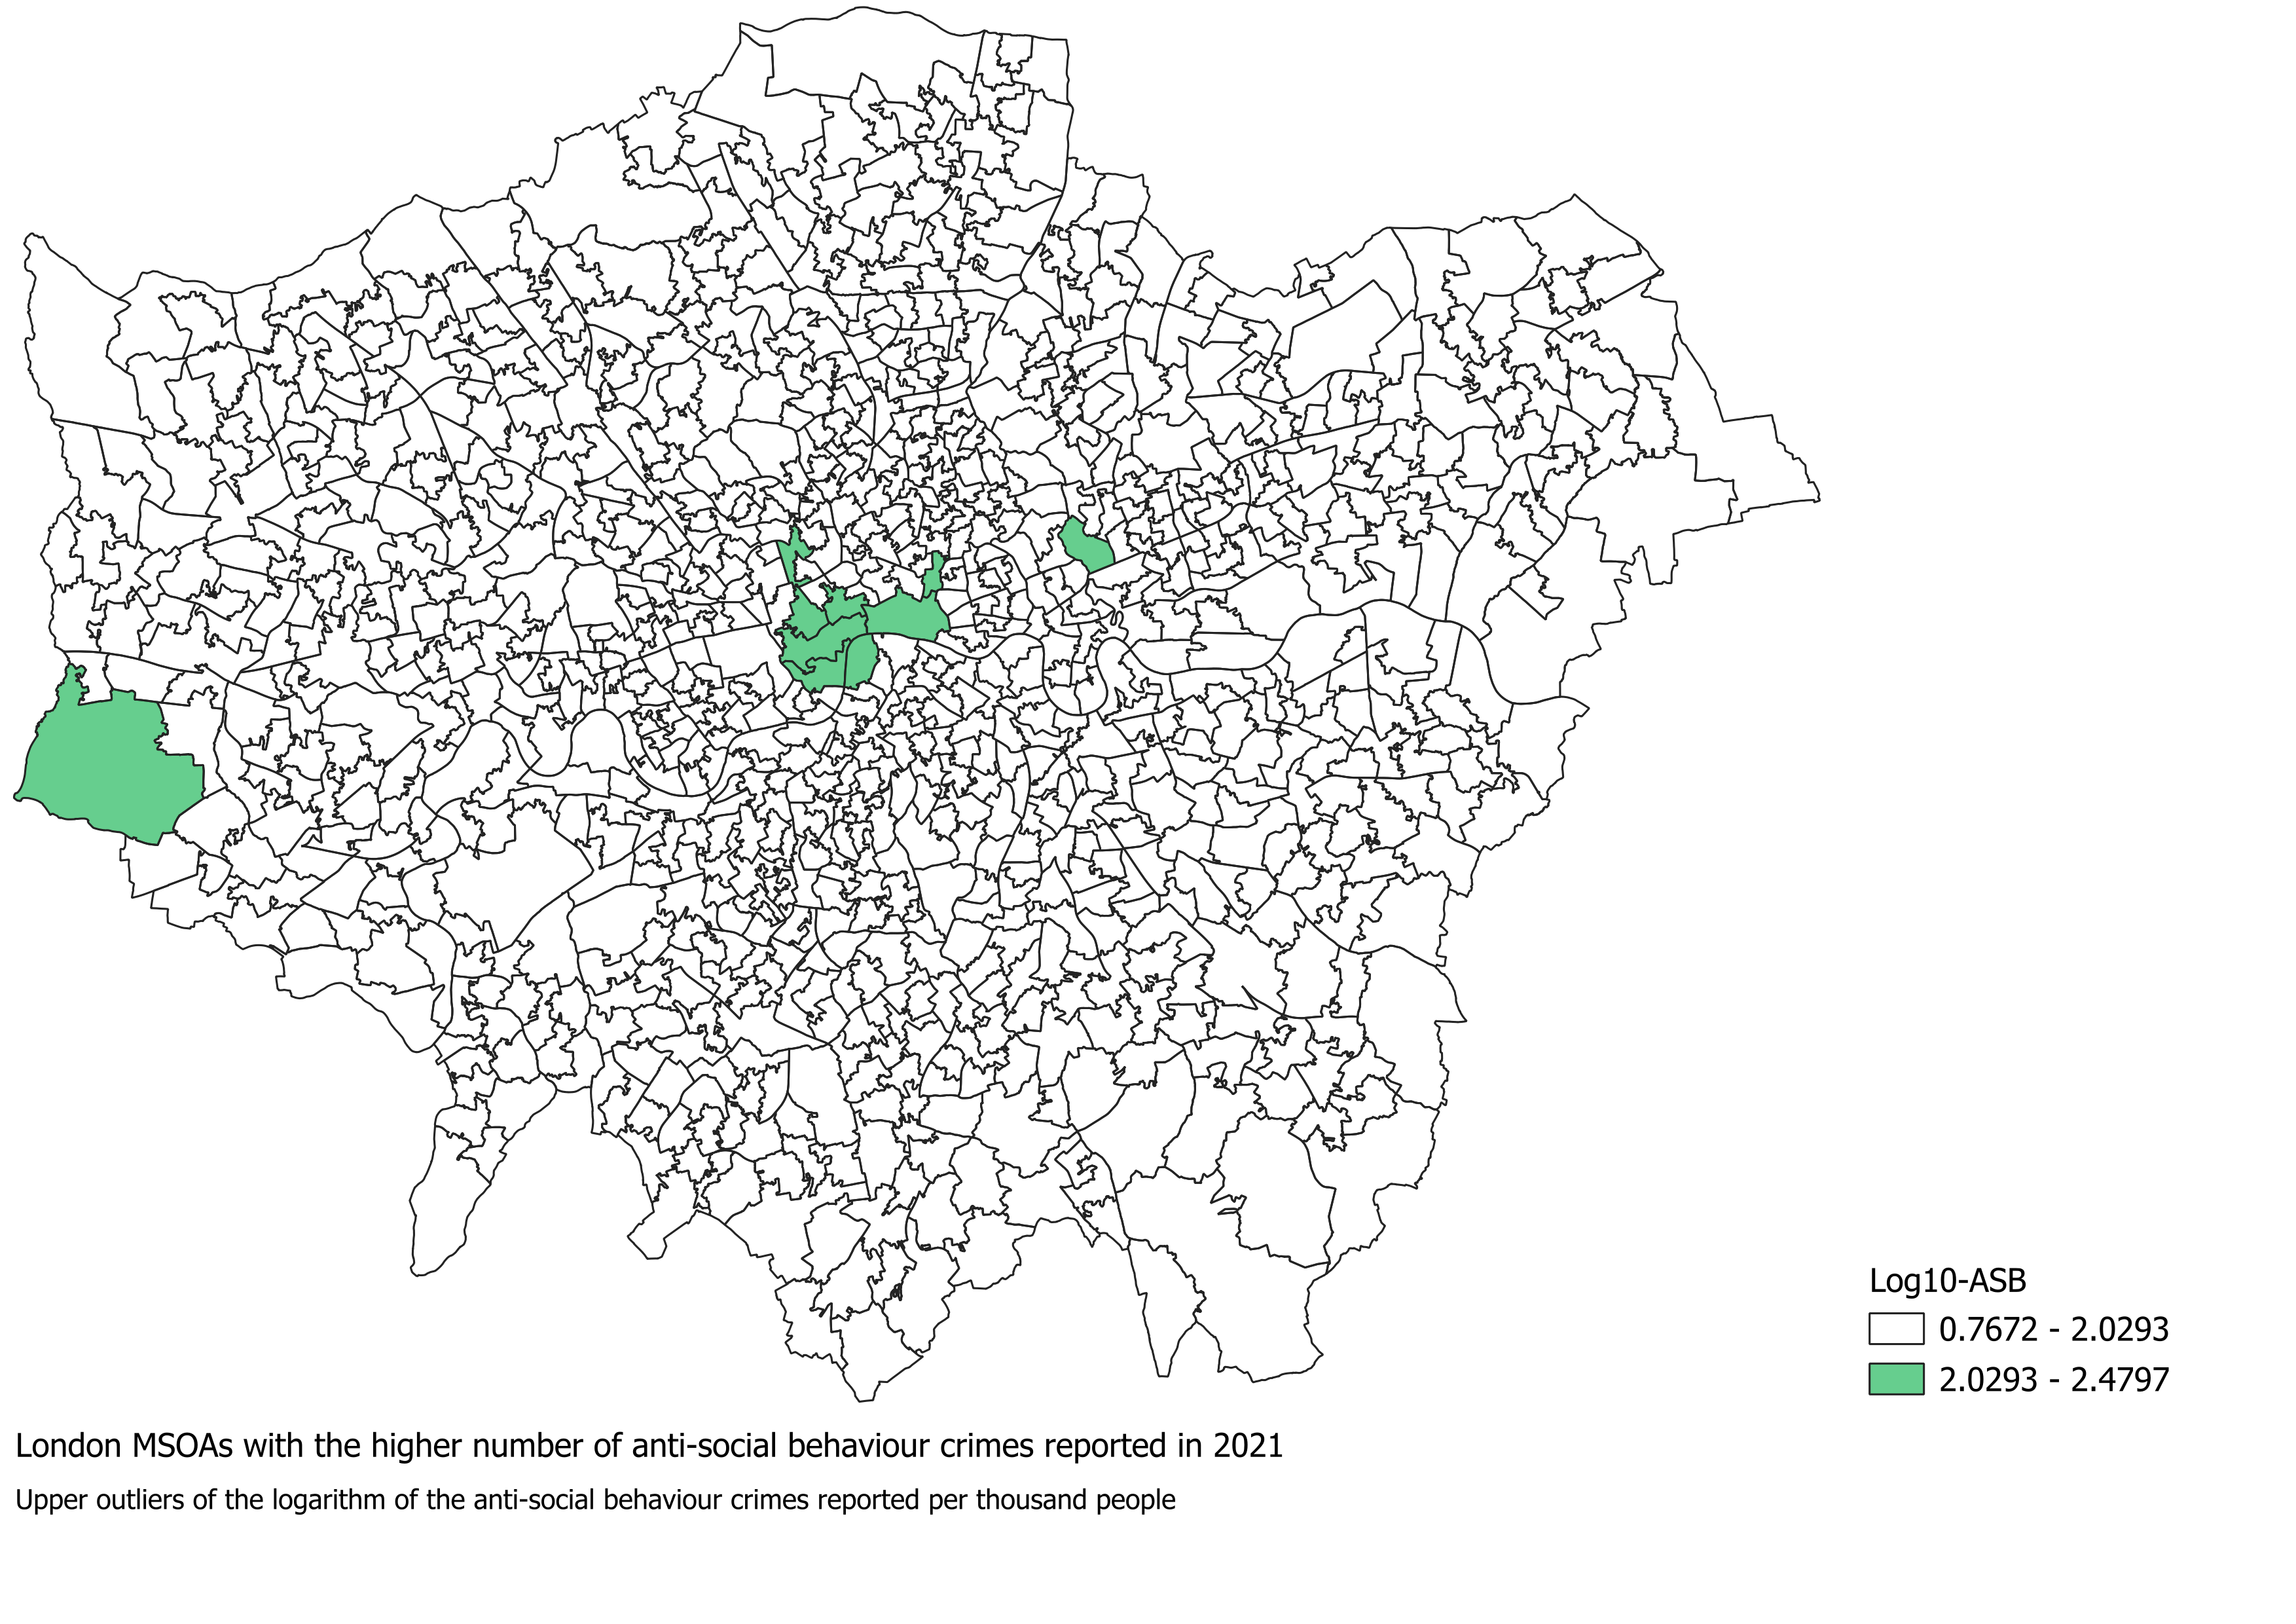 Log10-ASB
0.7672 - 2.0293
2.0293 - 2.4797
London MSOAs with the higher number of anti-social behaviour crimes reported in 2021
Upper outliers of the logarithm of the anti-social behaviour crimes reported per thousand people